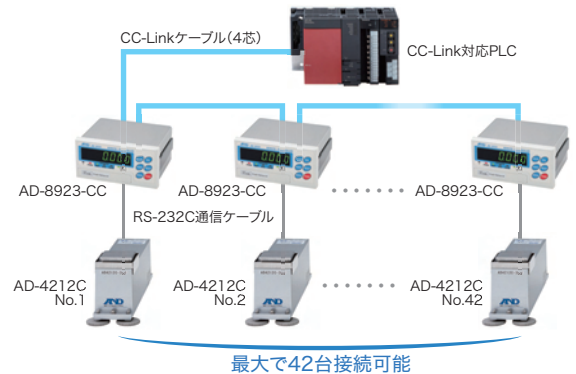 CC-Linkケーブル(4芯)
CC-Link対応PLC
AD-8923-CC
AD-8923-CC
AD-8923-CC
RS-232C通信ケーブル
AD-4212C
No.1
AD-4212C
No.2
AD-4212C
No.42
AND
AND
AND
最大で42台接続可能